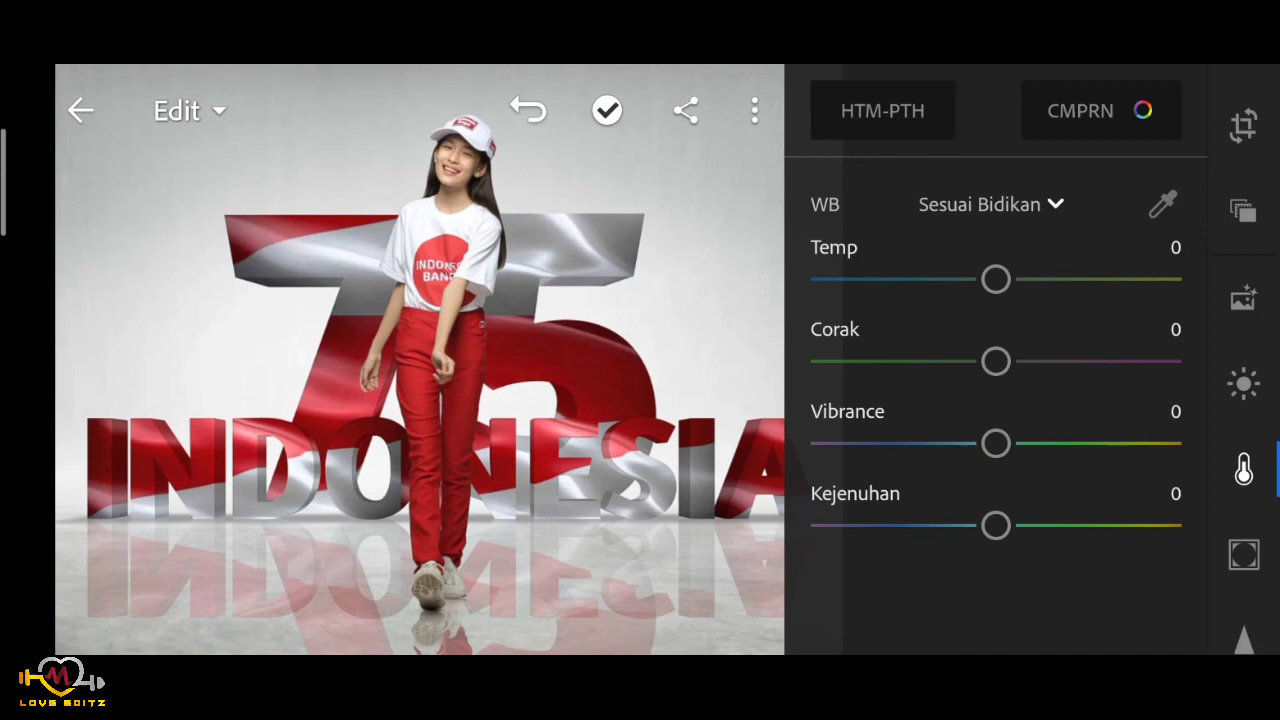 Edit
HTM-PTH
CMPRN
WB
Sesuai Bidikan
Temp
0
Corak
0
Vibrance
0
Kejenuhan
0
75
INDONESIA
LOVE EDITZ